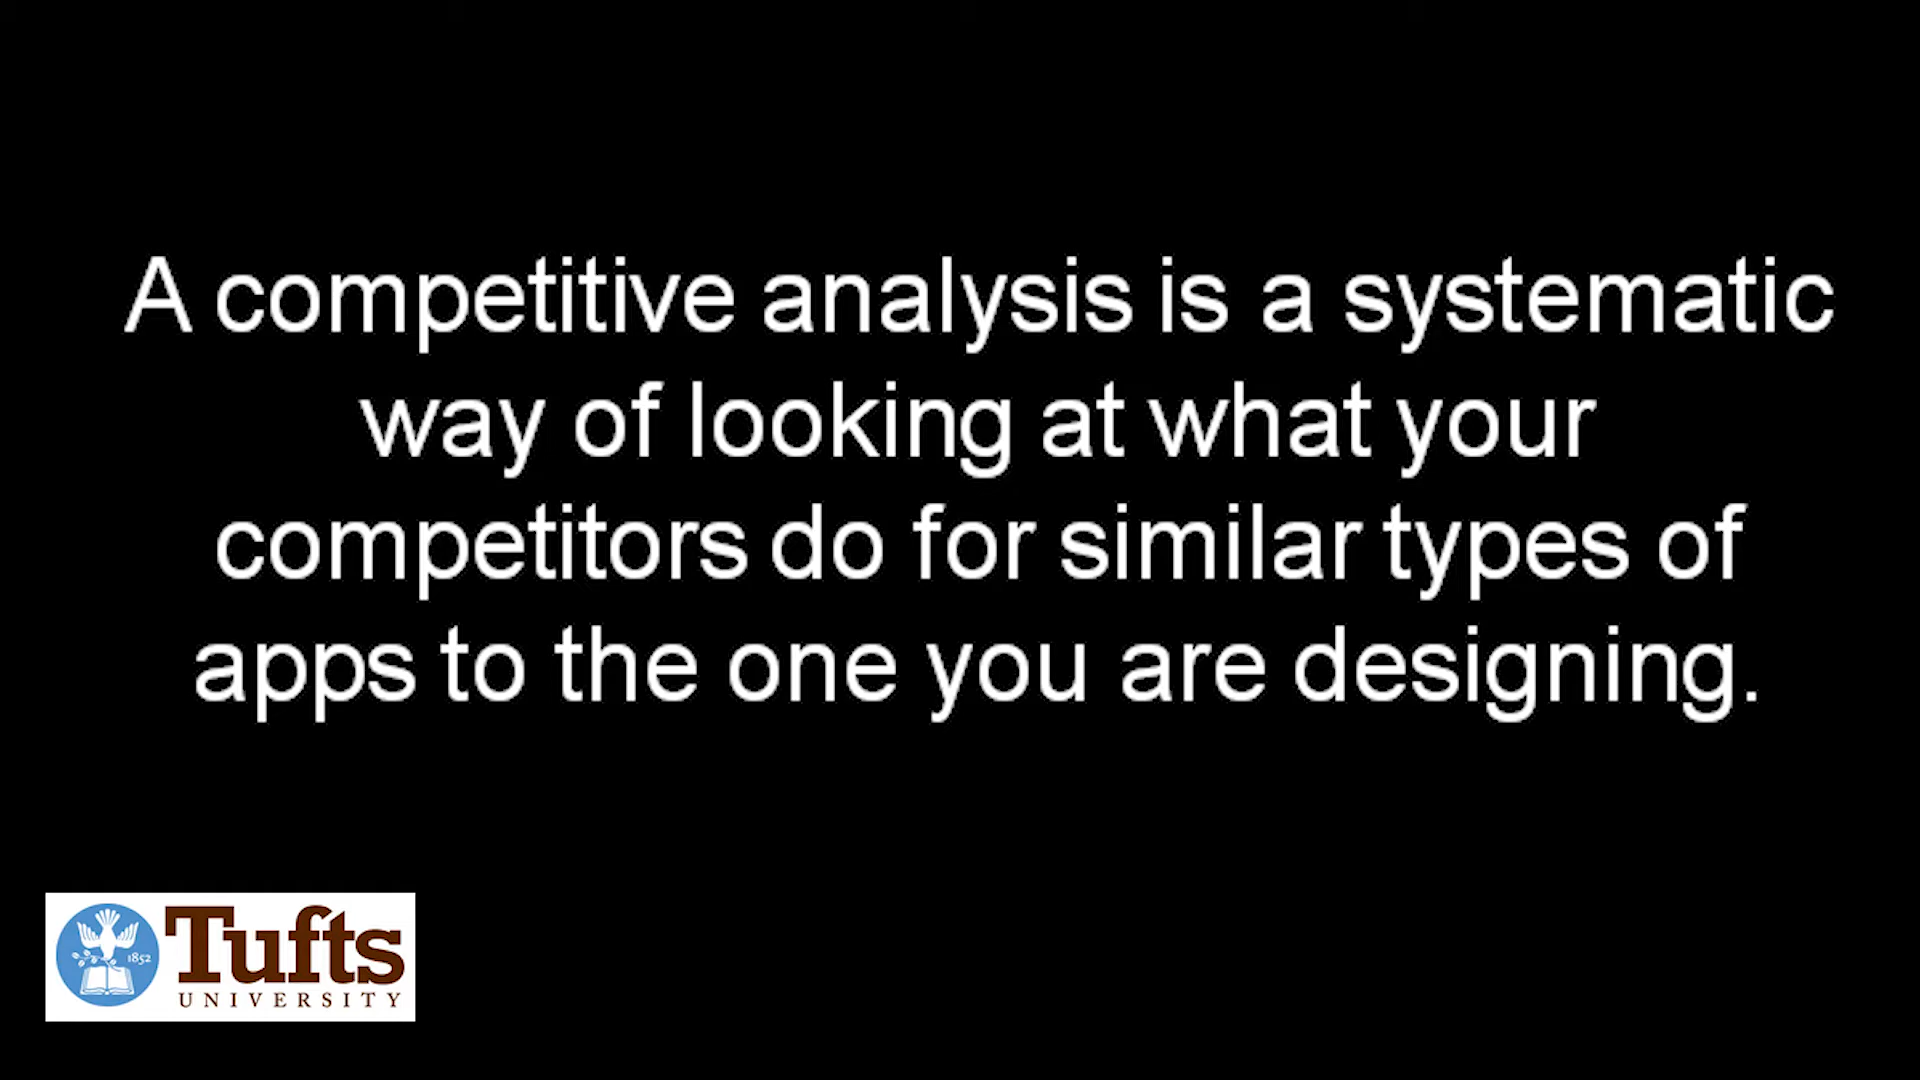 A competitive analysis is a systematic
way of looking at what your
competitors do for similar types of
apps to the one you are designing.
1852
Tufts
UNIVERSITY